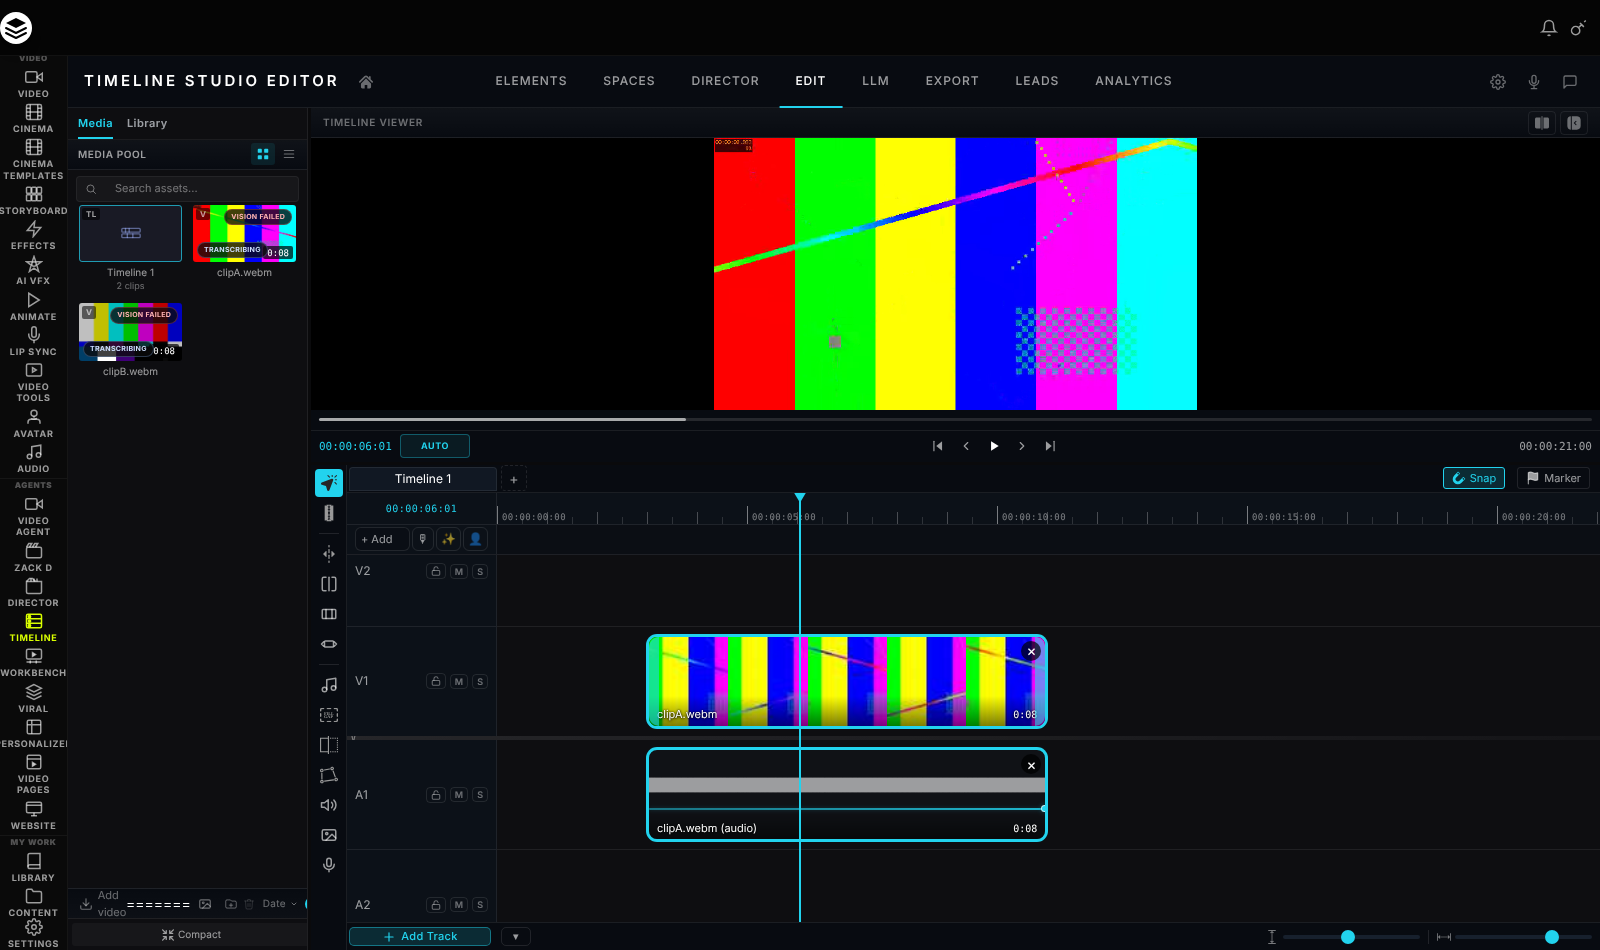 TIMELINE STUDIO EDITOR
ELEMENTS
SPACES
DIRECTOR
EDIT
LLM
EXPORT
LEADS
ANALYTICS
VIDEO
VIDEO
CINEMA
CINEMA
TEMPLATES
STORYBOARD
EFFECTS
AI VFX
ANIMATE
LIP SYNC
VIDEO
TOOLS
AVATAR
AUDIO
AGENTS
VIDEO
AGENT
ZACK D
DIRECTOR
TIMELINE
WORKBENCH
VIRAL
PERSONALIZE
VIDEO
PAGES
WEBSITE
MY WORK
LIBRARY
CONTENT
SETTINGS
Media
Library
MEDIA POOL
Search assets...
TL
Timeline 1
2 clips
V
VISION FAILED
TRANSCRIBING
0:08
clipA.webm
V
VISION FAILED
TRANSCRIBING
0:08
clipB.webm
Add
video
Date
Compact
TIMELINE VIEWER
00:00:06:01
AUTO
00:00:21:00
Timeline 1
+
Snap
Marker
00:00:06:01
00:00:00:00
00:00:05:00
00:00:10:00
00:00:15:00
00:00:20:00
+ Add
V2
M
S
V1
M
S
clipA.webm
0:08
A1
M
S
clipA.webm (audio)
0:08
A2
M
S
+ Add Track